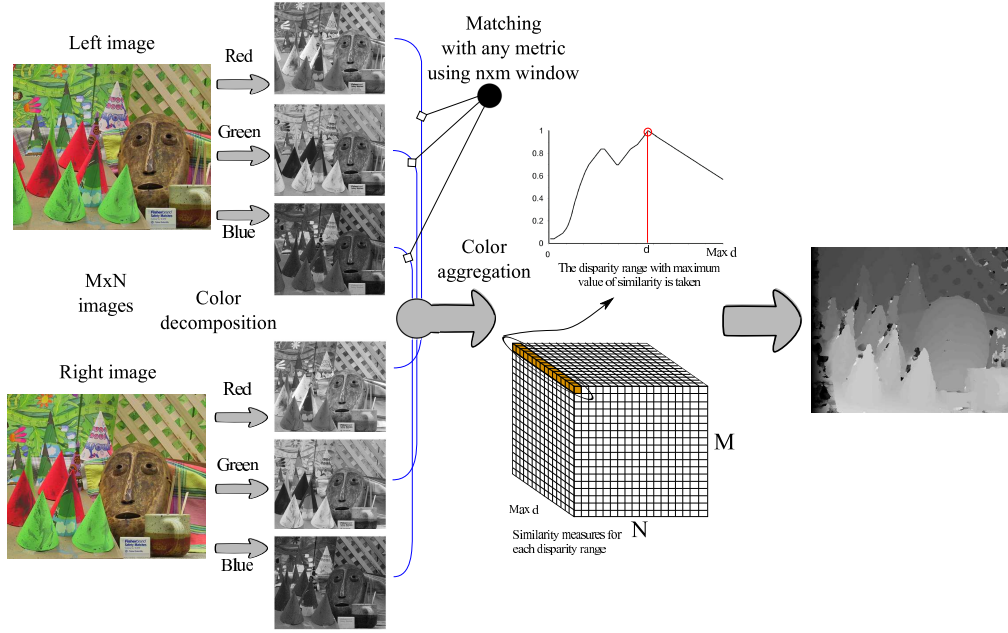 Left image
Red
Green
Blue
MxN
images
Color
decomposition
Right image
Red
Green
Blue
Matching
with any metric
using nxm window
Color
aggregation
1
0.8
0.6
0.4
0.2
0
0
d
Max d
The disparity range with maximum
value of similarity is taken
M
N
Max d
Similarity measures for
each disparity range